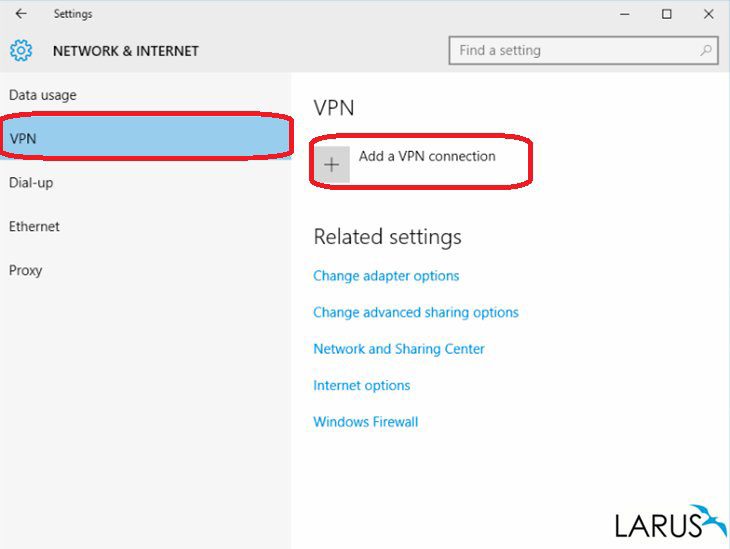 Settings
NETWORK & INTERNET
Find a setting
Data usage
VPN
Dial-up
Ethernet
Proxy
VPN
Add a VPN connection
Related settings
Change adapter options
Change advanced sharing options
Network and Sharing Center
Internet options
Windows Firewall
LARUS